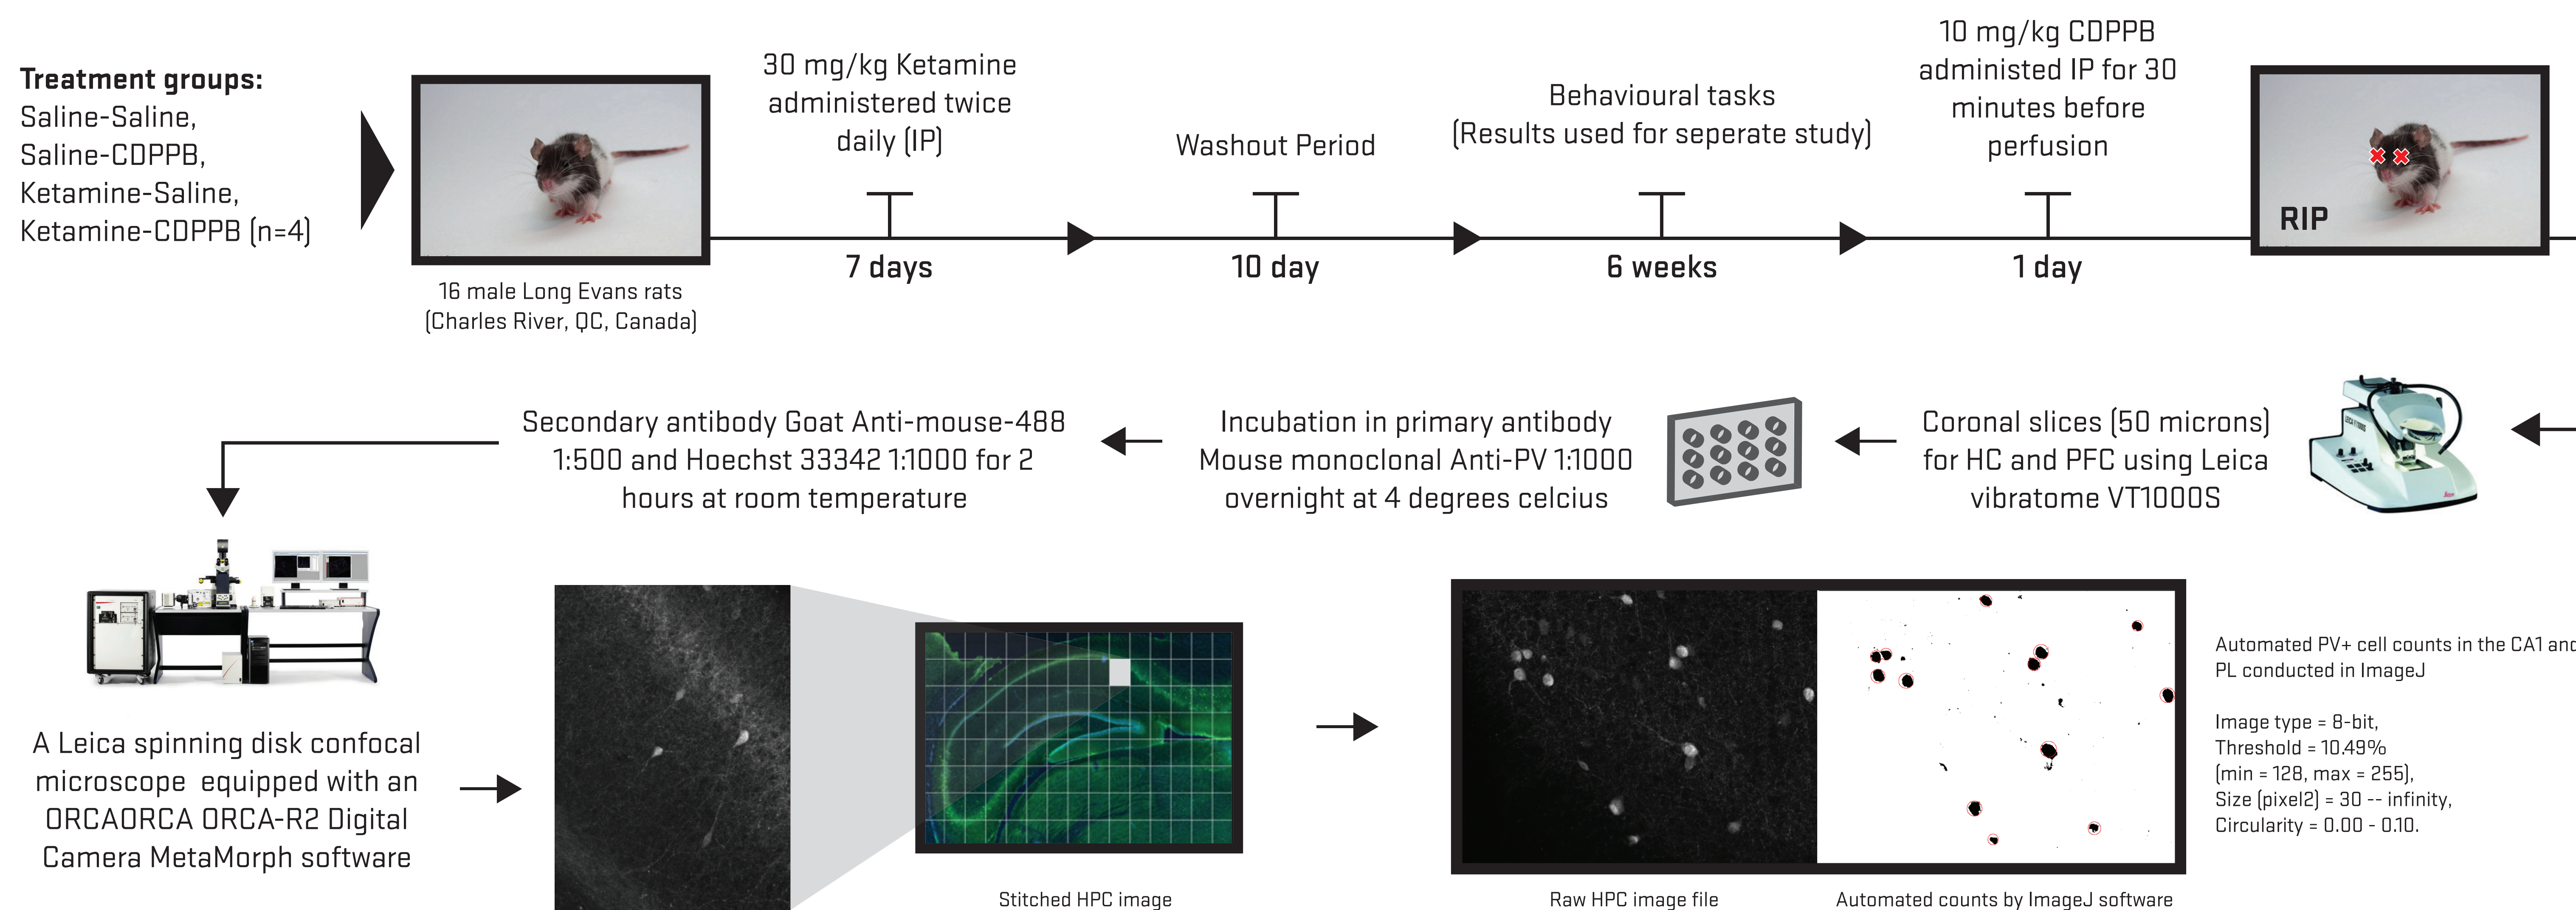 Treatment groups:
Saline-Saline,
Saline-CDPPB,
Ketamine-Saline,
Ketamine-CDPPB (n=4)
16 male Long Evans rats
(Charles River, QC, Canada)
30 mg/kg Ketamine
administered twice
daily (IP)
7 days
Washout Period
10 day
Behavioural tasks
(Results used for seperate study)
6 weeks
10 mg/kg CDPPB
administed IP for 30
minutes before
perfusion
1 day
RIP
Coronal slices (50 microns)
for HC and PFC using Leica
vibratome VT1000S
Incubation in primary antibody
Mouse monoclonal Anti-PV 1:1000
overnight at 4 degrees celcius
Secondary antibody Goat Anti-mouse-488
1:500 and Hoechst 33342 1:1000 for 2
hours at room temperature
A Leica spinning disk confocal
microscope equipped with an
ORCAORCA ORCA-R2 Digital
Camera MetaMorph software
Stitched HPC image
Raw HPC image file
Automated counts by ImageJ software
Automated PV+ cell counts in the CA1 and
PL conducted in ImageJ
Image type = 8-bit,
Threshold = 10.49%
(min = 128, max = 255),
Size (pixel2) = 30 -- infinity,
Circularity = 0.00 - 0.10.